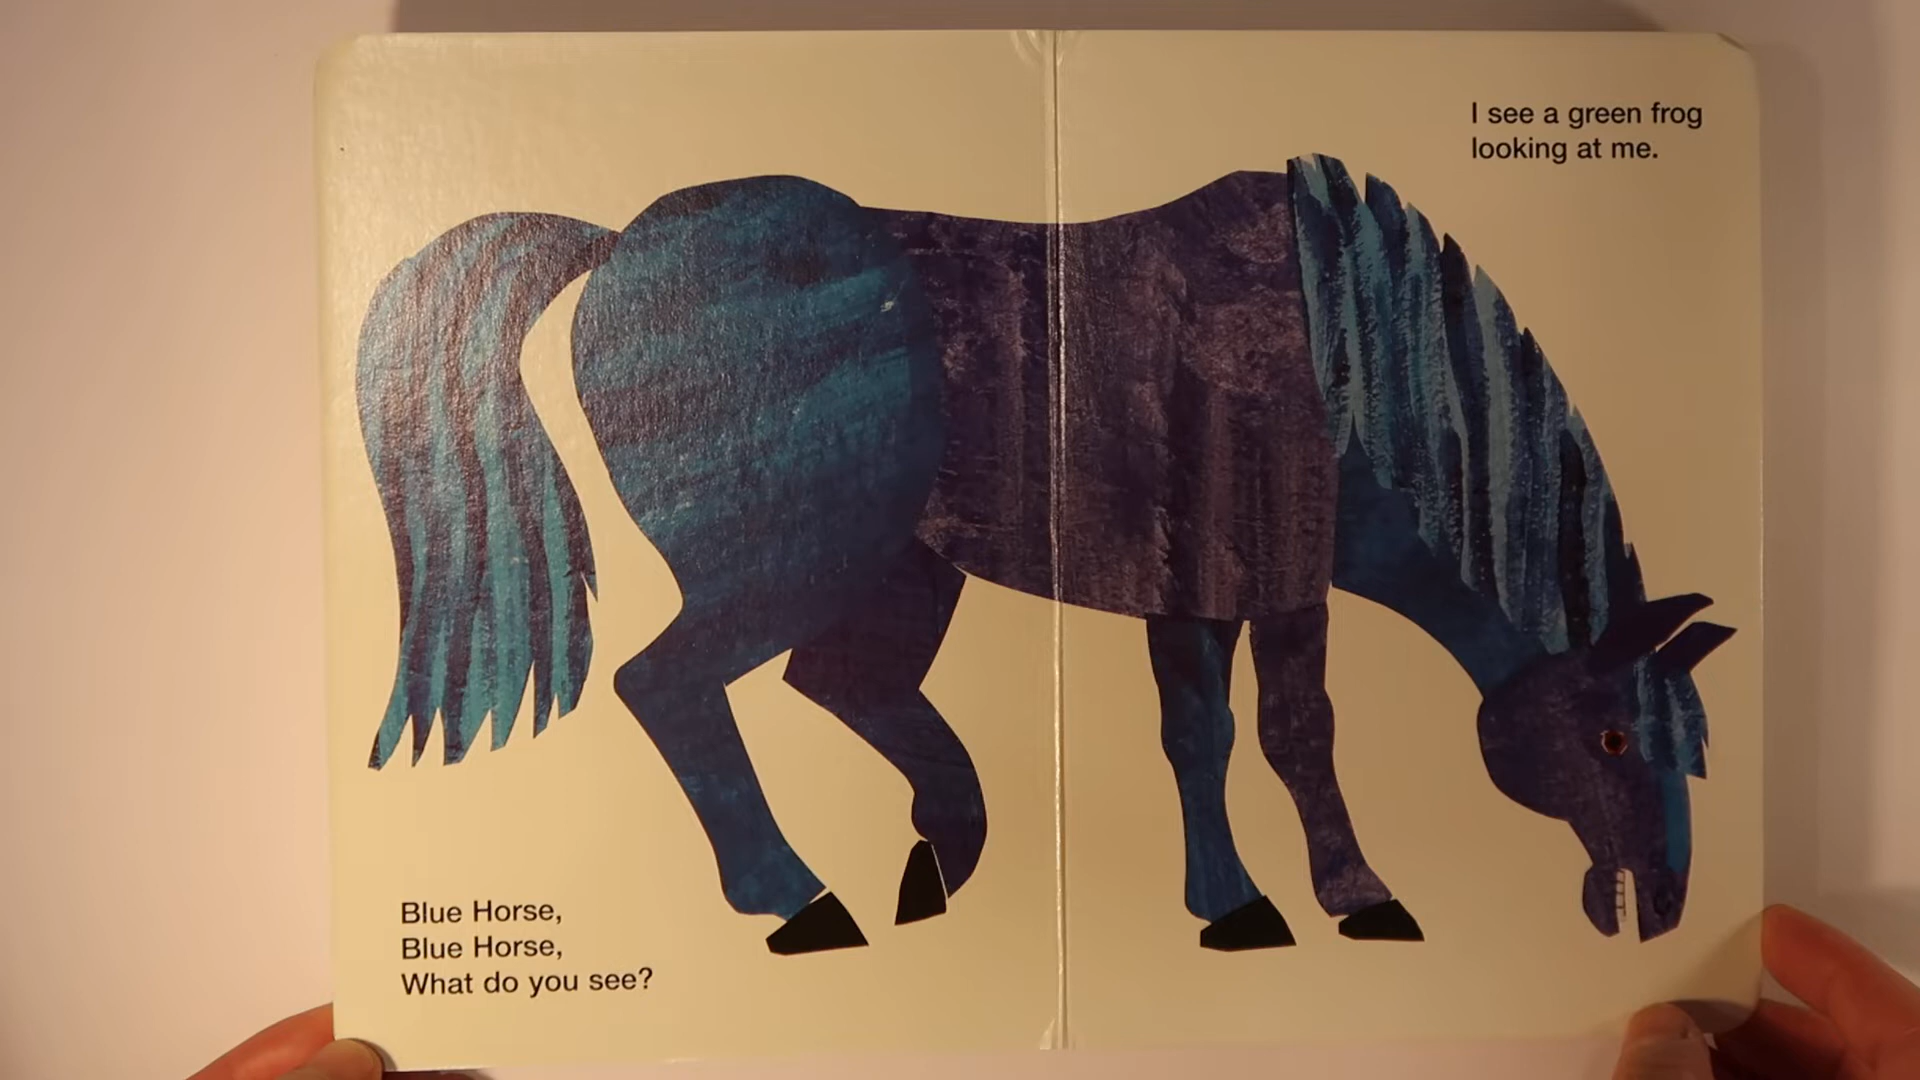 Blue Horse,
Blue Horse,
What do you see?
I see a green frog
looking at me.